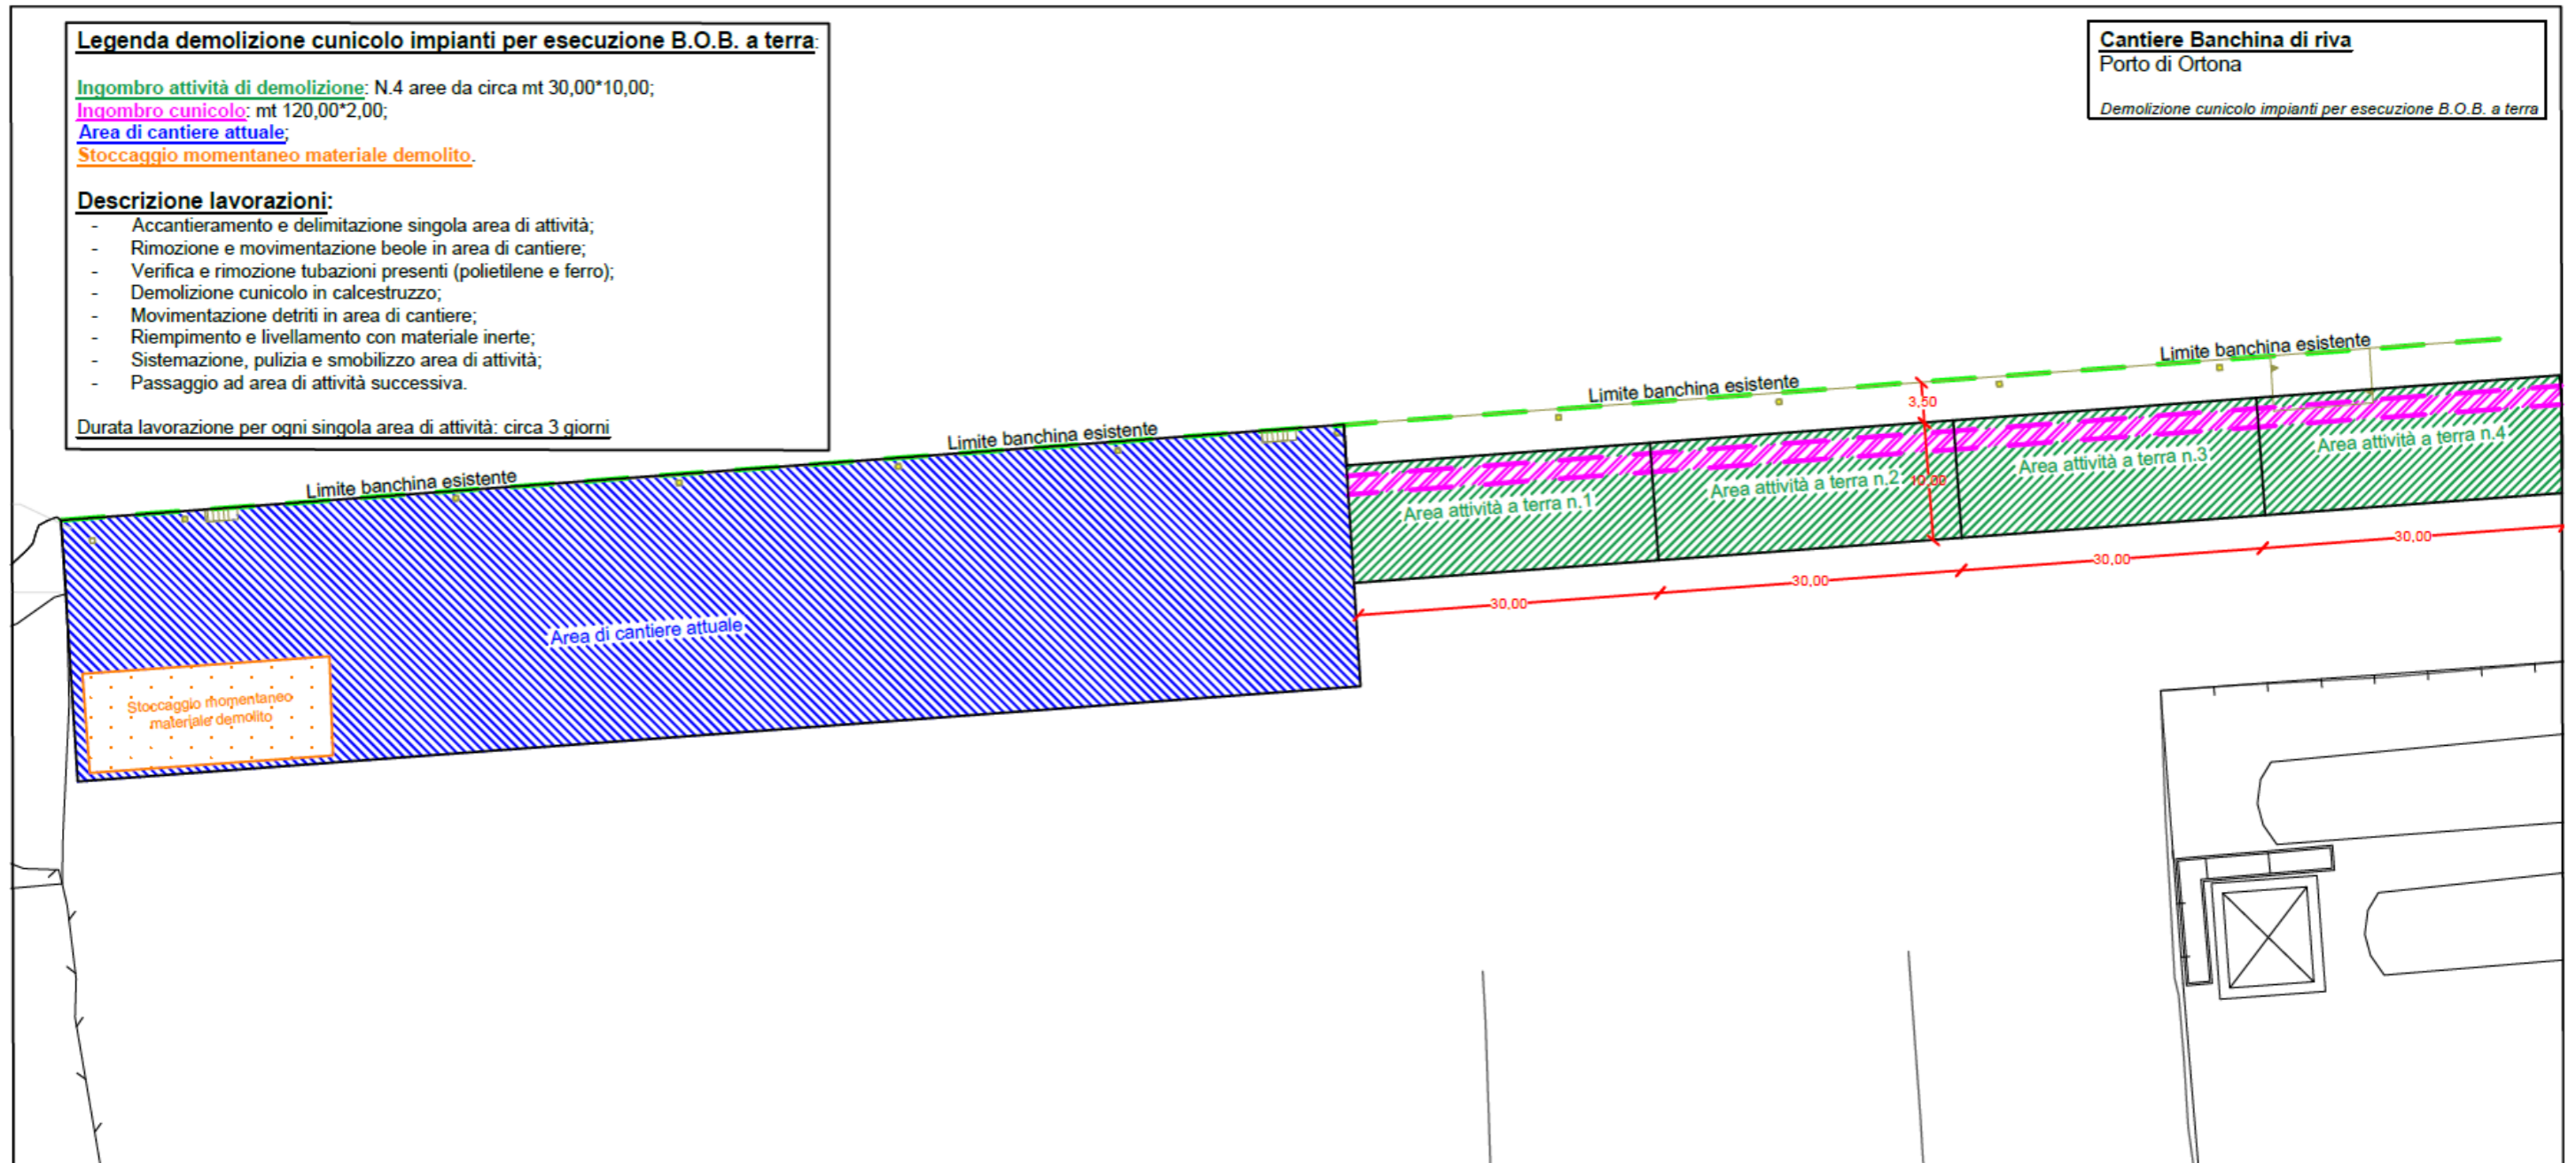 Legenda demolizione cunicolo impianti per esecuzione B.O.B. a terra:
Ingombro attività di demolizione: N.4 aree da circa mt 30,00*10,00;
Ingombro cunicolo: mt 120,00*2,00;
Area di cantiere attuale;
Stoccaggio momentaneo materiale demolito.
Descrizione lavorazioni:
- Accantieramento e delimitazione singola area di attività;
- Rimozione e movimentazione beole in area di cantiere;
- Verifica e rimozione tubazioni presenti (polietilene e ferro);
- Demolizione cunicolo in calcestruzzo;
- Movimentazione detriti in area di cantiere;
- Riempimento e livellamento con materiale inerte;
- Sistemazione, pulizia e smobilizzo area di attività;
- Passaggio ad area di attività successiva.
Durata lavorazione per ogni singola area di attività: circa 3 giorni
Cantiere Banchina di riva
Porto di Ortona
Demolizione cunicolo impianti per esecuzione B.O.B. a terra
Limite banchina esistente
Limite banchina esistente
Limite banchina esistente
Limite banchina esistente
3,50
Area attività a terra n.1
Area attività a terra n.2
10,00
Area attività a terra n.3
Area attività a terra n.4
30,00
30,00
30,00
30,00
Area di cantiere attuale
Stoccaggio momentaneo
materiale demolito